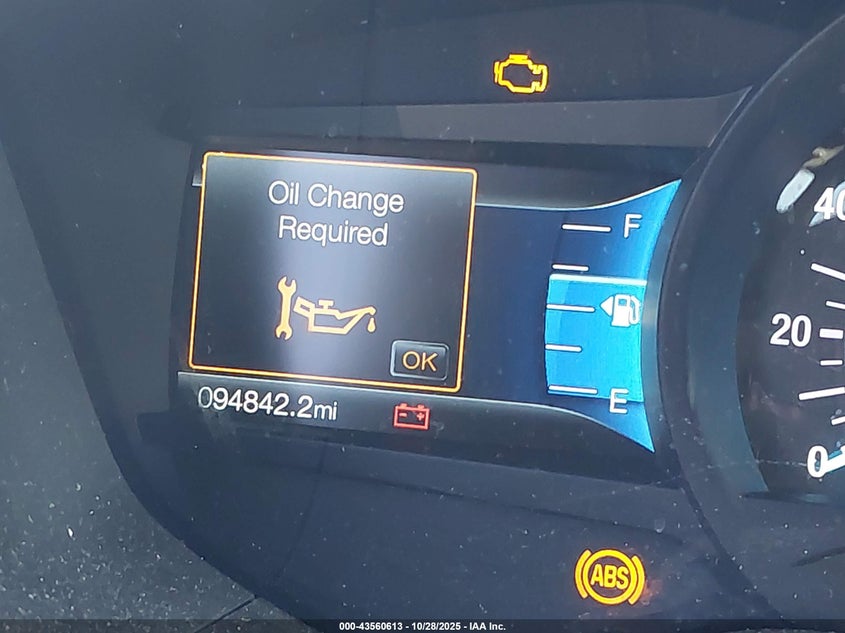 Oil Change
Required
OK
094842.2mi
F
E
40
20
0
ABS
000-43560613 - 10/28/2025 - IAA Inc.